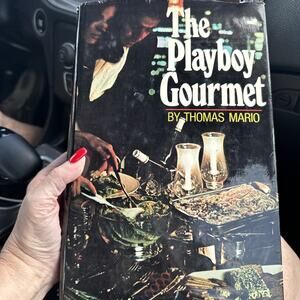 The
Playboy
Gourmet
BY THOMAS MARIO